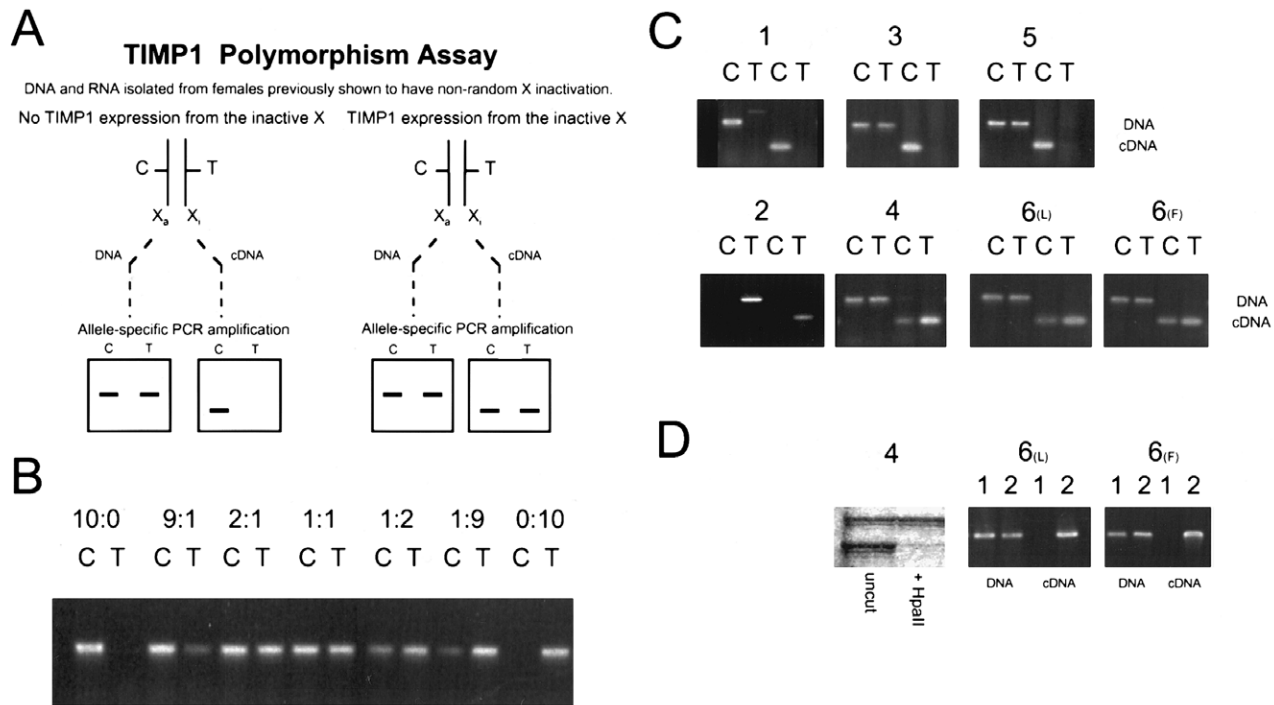 A
TIMP1 Polymorphism Assay
DNA and RNA isolated from females previously shown to have non-random X inactivation.
No TIMP1 expression from the inactive X
TIMP1 expression from the inactive X
C T
C T
Xa Xi
Xa Xi
DNA cDNA
DNA cDNA
Allele-specific PCR amplification
Allele-specific PCR amplification
C T C T
C T C T
B
10:0 9:1 2:1 1:1 1:2 1:9 0:10
C T C T C T C T C T C T C T
C
1 3 5
C T C T C T C T C T C T
DNA
cDNA
2 4 6(L) 6(F)
C T C T C T C T C T C T C T C T
DNA
cDNA
D
4 6(L) 6(F)
1 2 1 2 1 2 1 2
uncut
+ HpaII
DNA cDNA DNA cDNA